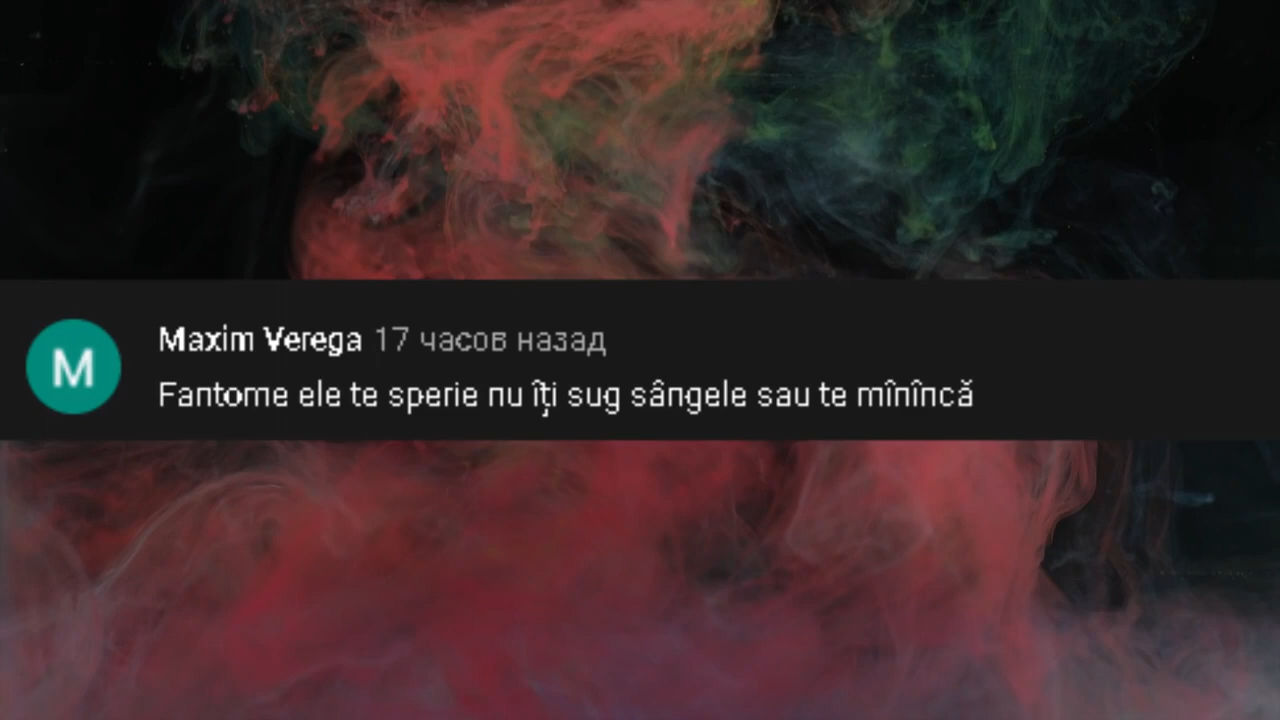 M
Maxim Verega 17 часов назад
Fantome ele te sperie nu îți sug sângele sau te mînîncă